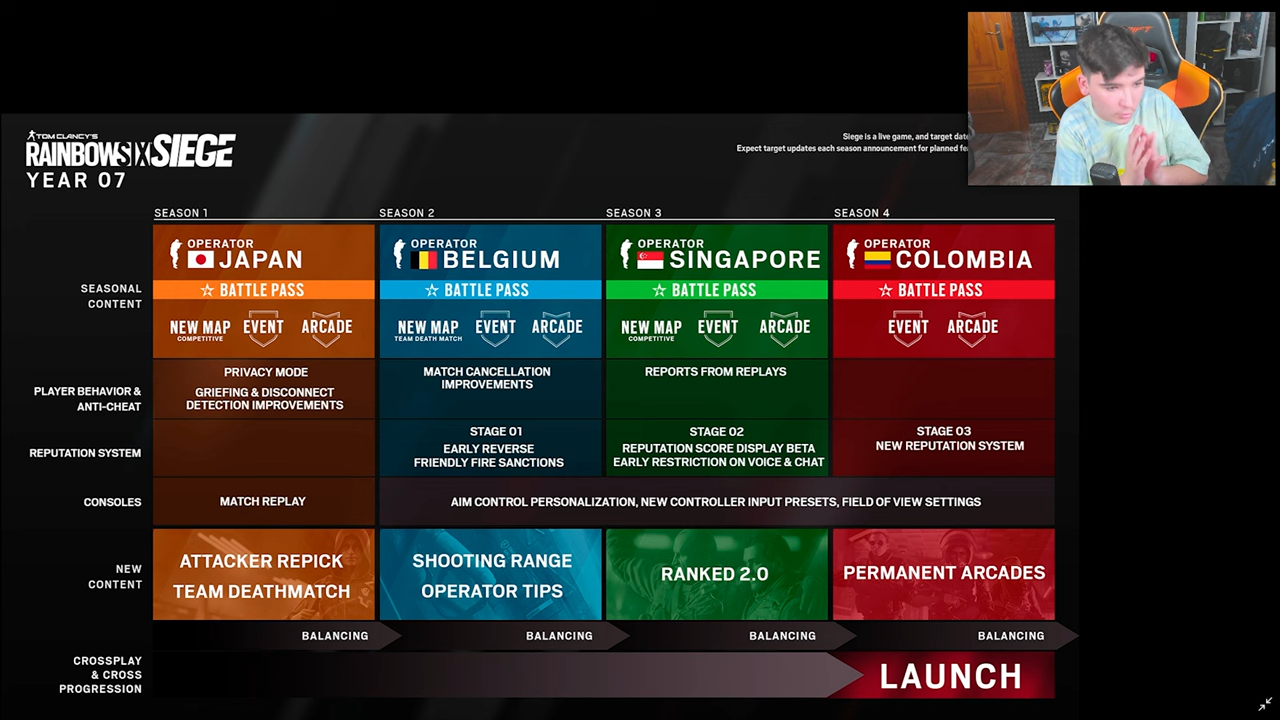 TOM CLANCY'S
RAINBOWSIX SIEGE
YEAR 07
Siege is a live game, and target
Expect target updates each season announcement for planned
SEASON 1
SEASON 2
SEASON 3
SEASON 4
SEASONAL
CONTENT
OPERATOR
JAPAN
BATTLE PASS
NEW MAP
COMPETITIVE
EVENT
ARCADE
OPERATOR
BELGIUM
BATTLE PASS
NEW MAP
TEAM DEATH MATCH
EVENT
ARCADE
OPERATOR
SINGAPORE
BATTLE PASS
NEW MAP
COMPETITIVE
EVENT
ARCADE
OPERATOR
COLOMBIA
BATTLE PASS
EVENT
ARCADE
PLAYER BEHAVIOR &
ANTI-CHEAT
PRIVACY MODE
GRIEFING & DISCONNECT
DETECTION IMPROVEMENTS
MATCH CANCELLATION
IMPROVEMENTS
REPORTS FROM REPLAYS
REPUTATION SYSTEM
STAGE 01
EARLY REVERSE
FRIENDLY FIRE SANCTIONS
STAGE 02
REPUTATION SCORE DISPLAY BETA
EARLY RESTRICTION ON VOICE & CHAT
STAGE 03
NEW REPUTATION SYSTEM
CONSOLES
MATCH REPLAY
AIM CONTROL PERSONALIZATION, NEW CONTROLLER INPUT PRESETS, FIELD OF VIEW SETTINGS
NEW
CONTENT
ATTACKER REPICK
TEAM DEATHMATCH
SHOOTING RANGE
OPERATOR TIPS
RANKED 2.0
PERMANENT ARCADES
BALANCING
BALANCING
BALANCING
BALANCING
CROSSPLAY
& CROSS
PROGRESSION
LAUNCH